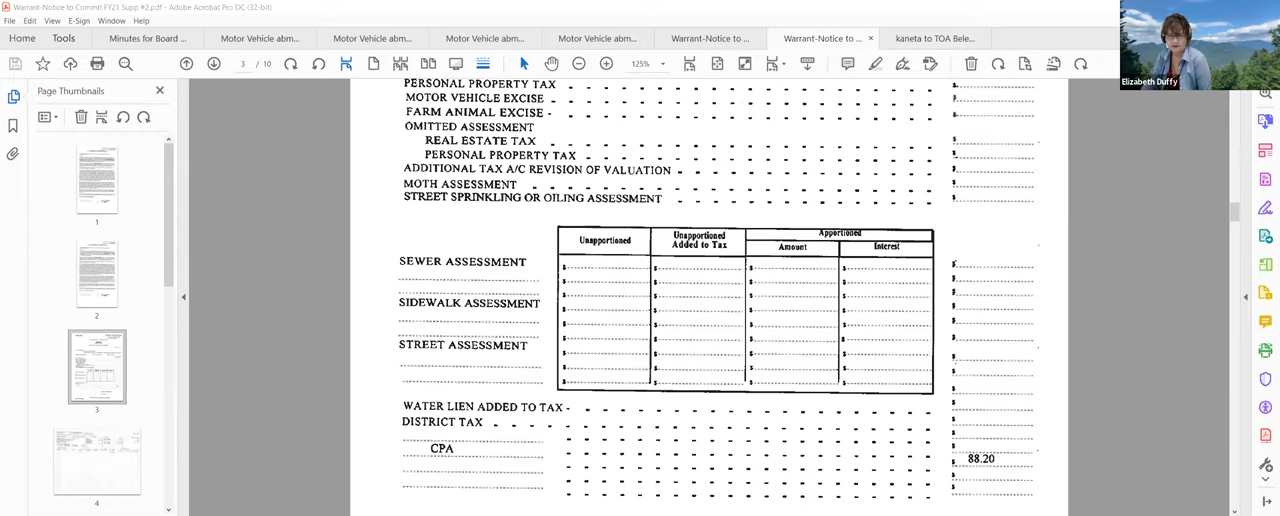 Warrant-Notice to Commit FY21 Supp #2.pdf - Adobe Acrobat Pro DC (32-bit)
File Edit View E-Sign Window Help
Home Tools Minutes for Board ... Motor Vehicle abm... Motor Vehicle abm... Motor Vehicle abm... Motor Vehicle abm... Warrant-Notice to ... Warrant-Notice to ... × kaneta to TOA Bele...
3 / 10 125%
Elizabeth Duffy
Page Thumbnails
1
2
3
4
PERSONAL PROPERTY TAX $
MOTOR VEHICLE EXCISE - $
FARM ANIMAL EXCISE - $
OMITTED ASSESSMENT
REAL ESTATE TAX $
PERSONAL PROPERTY TAX $
ADDITIONAL TAX A/C REVISION OF VALUATION $
MOTH ASSESSMENT $
STREET SPRINKLING OR OILING ASSESSMENT $
Unapportioned Unapportioned Added to Tax Apportioned
Amount Interest
SEWER ASSESSMENT $ $ $ $ $
$ $ $ $ $
$ $ $ $ $
SIDEWALK ASSESSMENT $ $ $ $ $
$ $ $ $ $
STREET ASSESSMENT $ $ $ $ $
$ $ $ $ $
$ $ $ $ $
$ $ $ $ $
WATER LIEN ADDED TO TAX - $
DISTRICT TAX $
CPA $ 88.20